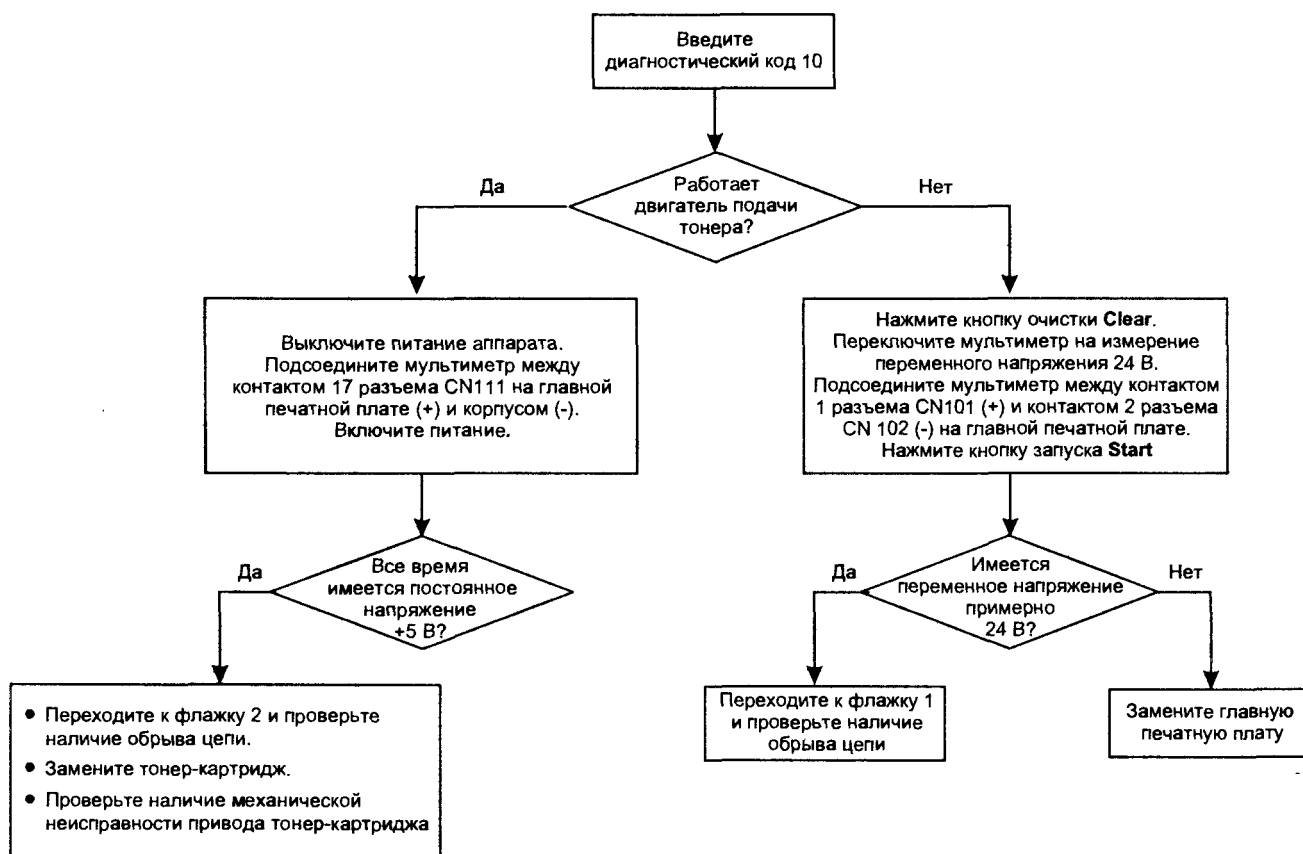 Введите
диагностический код 10
Работает
двигатель подачи
тонера?
Да
Нет
Выключите питание аппарата.
Подсоедините мультиметр между
контактом 17 разъема CN111 на главной
печатной плате (+) и корпусом (-).
Включите питание.
Нажмите кнопку очистки Clear.
Переключите мультиметр на измерение
переменного напряжения 24 В.
Подсоедините мультиметр между контактом
1 разъема CN101 (+) и контактом 2 разъема
CN 102 (-) на главной печатной плате.
Нажмите кнопку запуска Start
Да
Все время
имеется постоянное
напряжение
+5 В?
Да
Имеется
переменное напряжение
примерно
24 В?
Нет
• Переходите к флажку 2 и проверьте
наличие обрыва цепи.
• Замените тонер-картридж.
• Проверьте наличие механической
неисправности привода тонер-картриджа
Переходите к флажку 1
и проверьте наличие
обрыва цепи
Замените главную
печатную плату